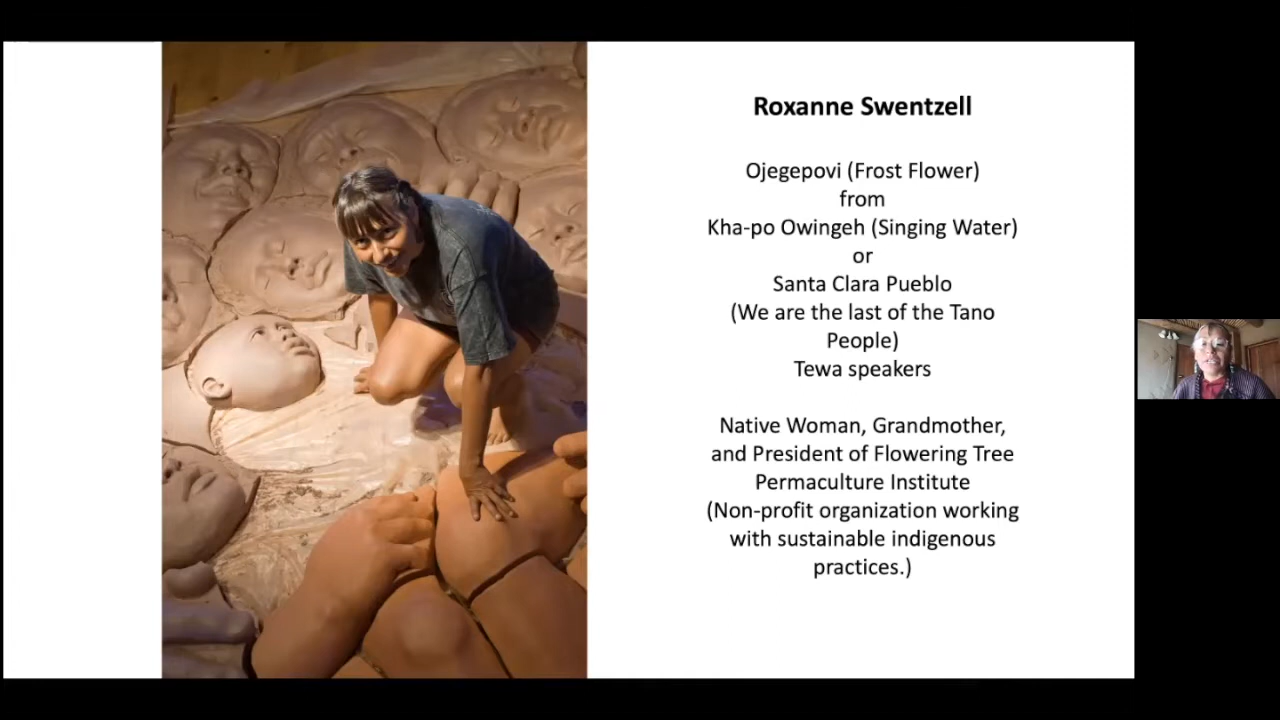 Roxanne Swentzell
Ojegepovi (Frost Flower)
from
Kha-po Owingeh (Singing Water)
or
Santa Clara Pueblo
(We are the last of the Tano
People)
Tewa speakers
Native Woman, Grandmother,
and President of Flowering Tree
Permaculture Institute
(Non-profit organization working
with sustainable indigenous
practices.)